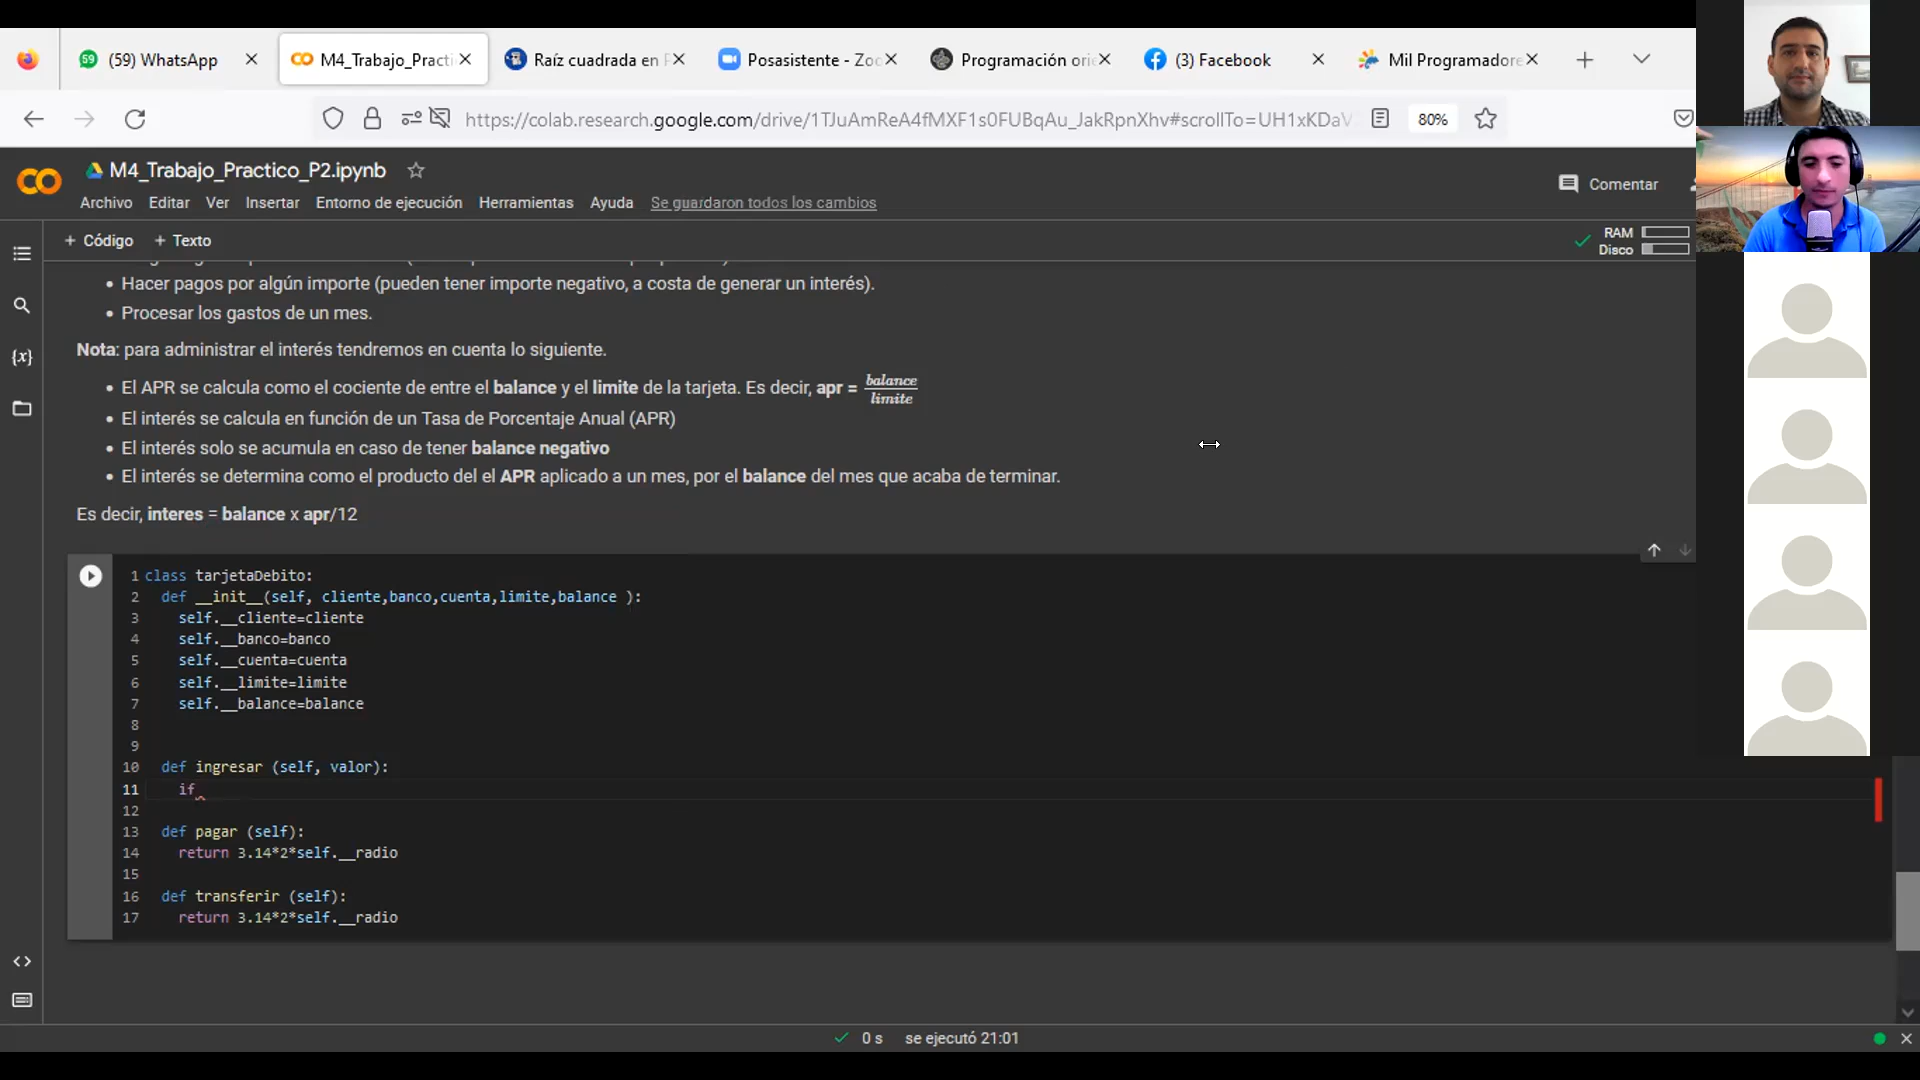 (59) WhatsApp
M4_Trabajo_Practi
Raíz cuadrada en P
Posasistente - Zoo
Programación orie
(3) Facebook
Mil Programadore
https://colab.research.google.com/drive/1TJuAmReA4fMXF1s0FUBqAu_JakRpnXhv#scrollTo=UH1xKDaV
80%
M4_Trabajo_Practico_P2.ipynb
Comentar
Archivo Editar Ver Insertar Entorno de ejecución Herramientas Ayuda Se guardaron todos los cambios
+ Código + Texto
RAM
Disco
• Hacer pagos por algún importe (pueden tener importe negativo, a costa de generar un interés).
• Procesar los gastos de un mes.
Nota: para administrar el interés tendremos en cuenta lo siguiente.
• El APR se calcula como el cociente de entre el balance y el limite de la tarjeta. Es decir, apr = balance
limite
• El interés se calcula en función de un Tasa de Porcentaje Anual (APR)
• El interés solo se acumula en caso de tener balance negativo
• El interés se determina como el producto del el APR aplicado a un mes, por el balance del mes que acaba de terminar.
Es decir, interes = balance x apr/12
1 class tarjetaDebito:
2 def __init__(self, cliente,banco,cuenta,limite,balance ):
3 self.__cliente=cliente
4 self.__banco=banco
5 self.__cuenta=cuenta
6 self.__limite=limite
7 self.__balance=balance
8
9
10 def ingresar (self, valor):
11 if
12
13 def pagar (self):
14 return 3.14*2*self.__radio
15
16 def transferir (self):
17 return 3.14*2*self.__radio
0 s se ejecutó 21:01